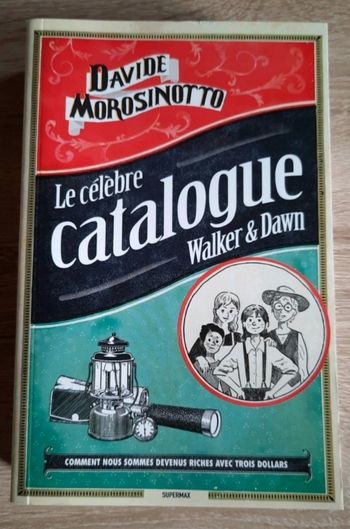 DAVIDE
MOROSINOTTO
Le célèbre
catalogue
Walker & Dawn
COMMENT NOUS SOMMES DEVENUS RICHES AVEC TROIS DOLLARS
SUPERMAX